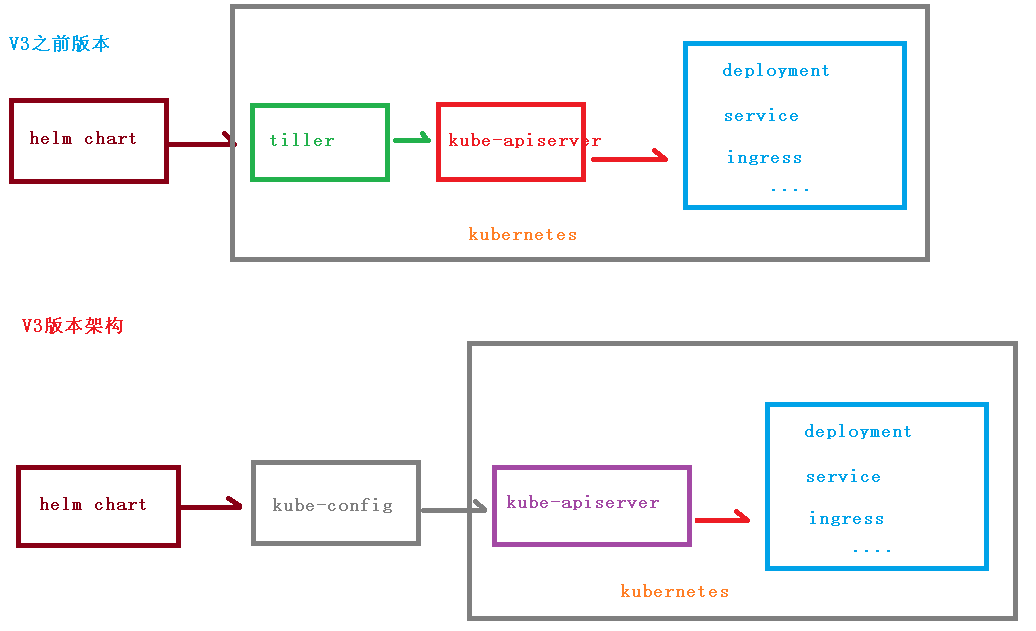 V3之前版本
helm chart
tiller
kube-apiserver
deployment
service
ingress
....
kubernetes
V3版本架构
helm chart
kube-config
kube-apiserver
deployment
service
ingress
....
kubernetes